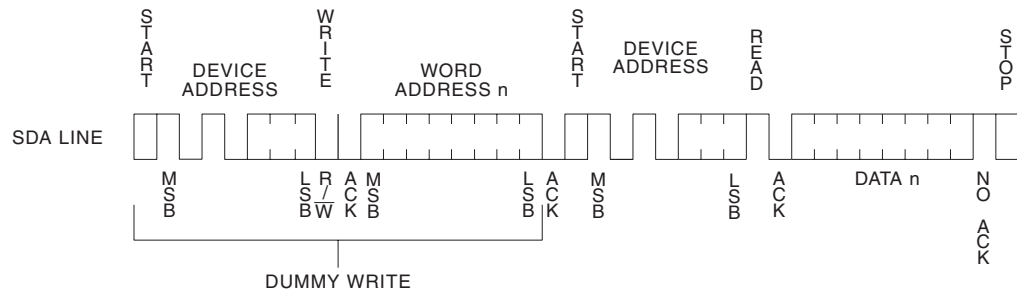 START
WRITE
START
READ
STOP
DEVICE
ADDRESS
WORD
ADDRESS n
DEVICE
ADDRESS
SDA LINE
MSB
LSB
R/W
ACK
MSB
LSB
ACK
MSB
LSB
ACK
DATA n
NO ACK
DUMMY WRITE